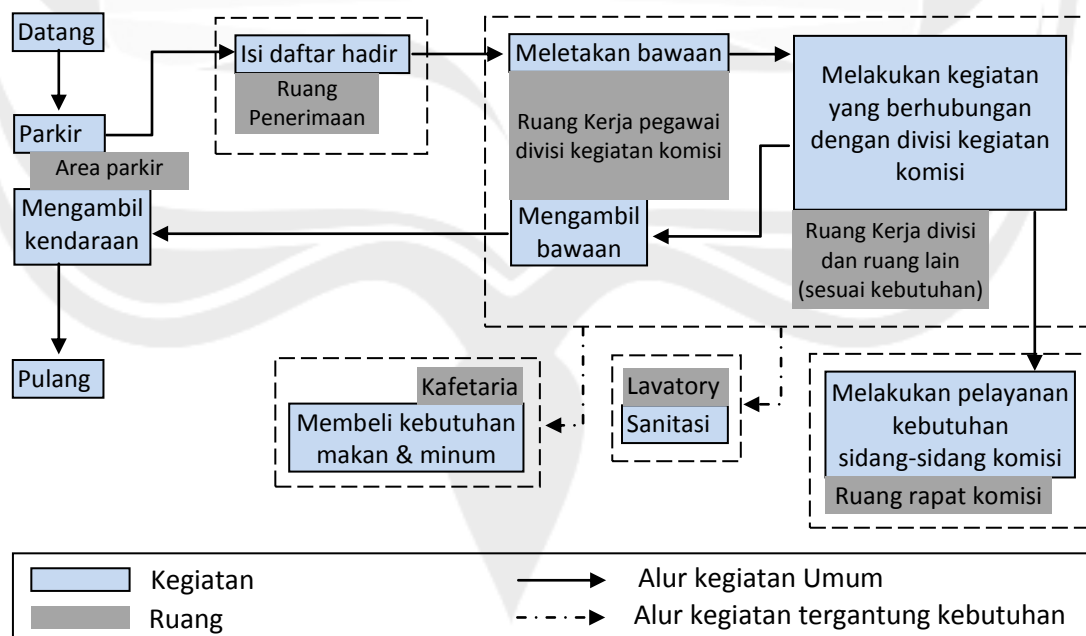 Datang
Parkir
Area parkir
Mengambil
kendaraan
Pulang
Isi daftar hadir
Ruang
Penerimaan
Meletakan bawaan
Ruang Kerja pegawai
divisi kegiatan komisi
Mengambil
bawaan
Melakukan kegiatan
yang berhubungan
dengan divisi kegiatan
komisi
Ruang Kerja divisi
dan ruang lain
(sesuai kebutuhan)
Kafetaria
Membeli kebutuhan
makan & minum
Lavatory
Sanitasi
Melakukan pelayanan
kebutuhan
sidang-sidang komisi
Ruang rapat komisi
Kegiatan
Ruang
Alur kegiatan Umum
Alur kegiatan tergantung kebutuhan